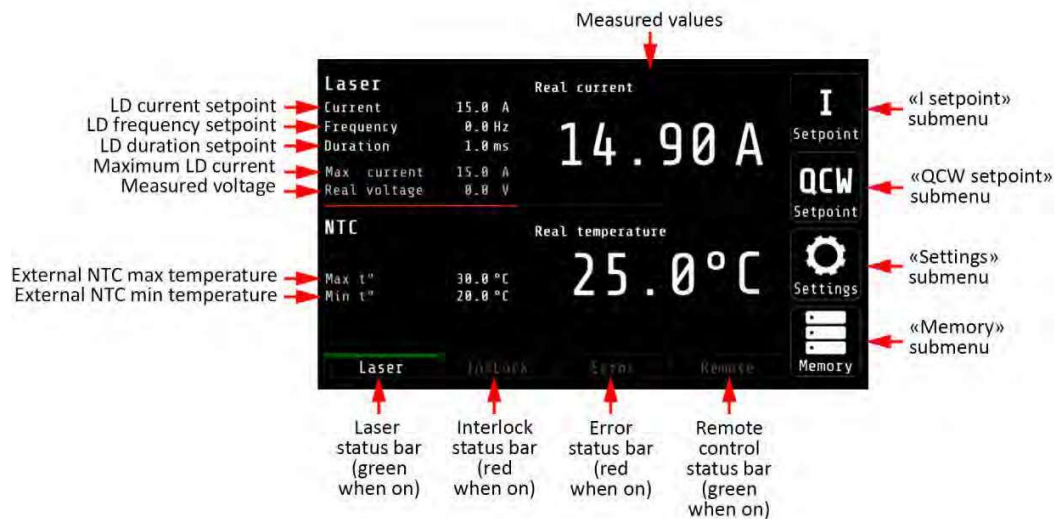 Measured values
Laser
Current 15.0 A
Frequency 0.0 Hz
Duration 1.0 ms
Max current 15.0 A
Real voltage 0.0 V
Real current
14.90 A
I
Setpoint
QCW
Setpoint
NTC
Max t° 30.0 °C
Min t° 20.0 °C
Real temperature
25.0°C
Settings
Memory
Laser
Interlock
Error
Remote
LD current setpoint
LD frequency setpoint
LD duration setpoint
Maximum LD current
Measured voltage
External NTC max temperature
External NTC min temperature
«I setpoint»
submenu
«QCW setpoint»
submenu
«Settings»
submenu
«Memory»
submenu
Laser
status bar
(green
when on)
Interlock
status bar
(red
when on)
Error
status bar
(red
when on)
Remote
control
status bar
(green
when on)